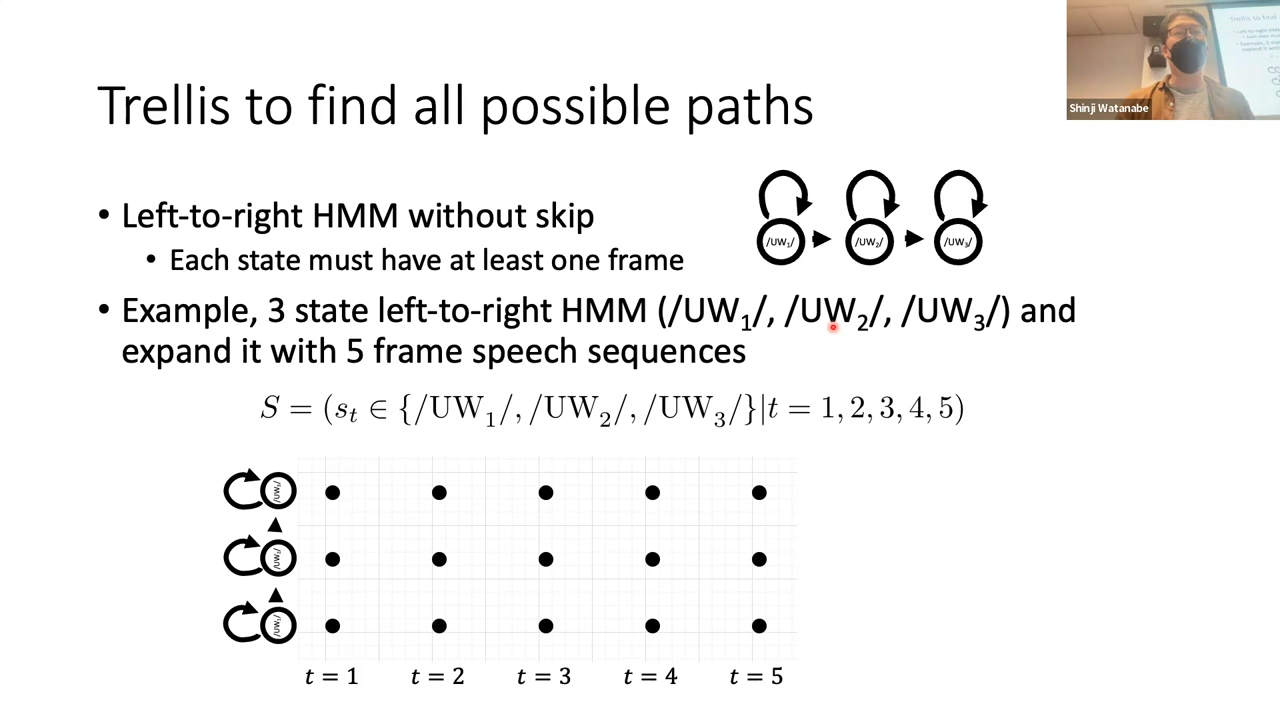 Trellis to find all possible paths
Shinji Watanabe
• Left-to-right HMM without skip
/UW₁/ /UW₂/ /UW₃/
• Each state must have at least one frame
• Example, 3 state left-to-right HMM (/UW₁/, /UW₂/, /UW₃/) and
expand it with 5 frame speech sequences
S = (sₜ ∈ {/UW₁/, /UW₂/, /UW₃/}|t = 1, 2, 3, 4, 5)
t = 1 t = 2 t = 3 t = 4 t = 5